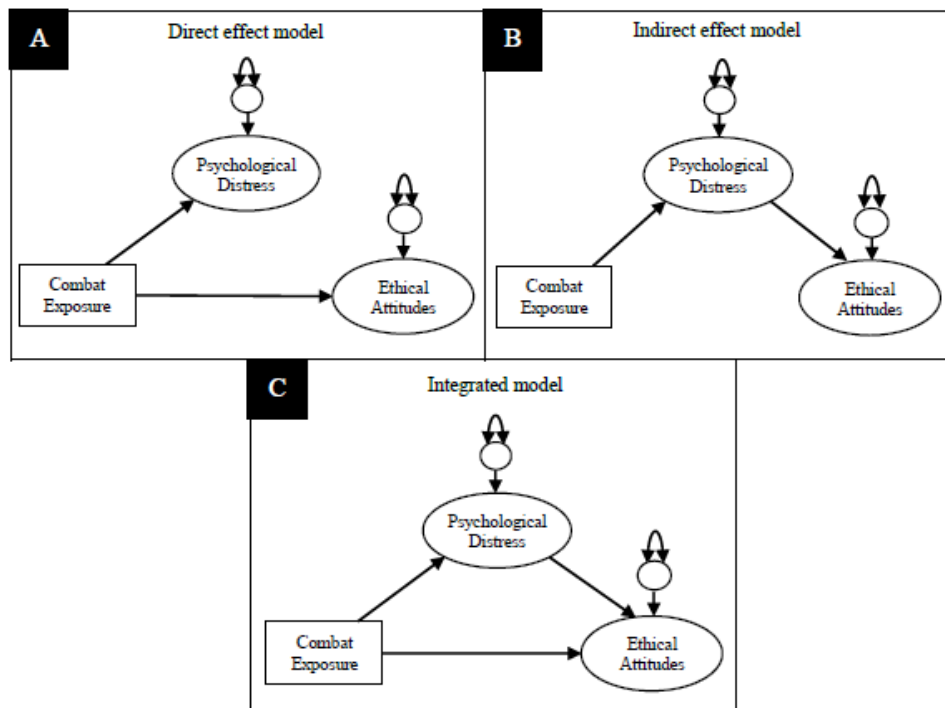 A
Direct effect model
Psychological
Distress
Combat
Exposure
Ethical
Attitudes
B
Indirect effect model
Psychological
Distress
Combat
Exposure
Ethical
Attitudes
C
Integrated model
Psychological
Distress
Combat
Exposure
Ethical
Attitudes